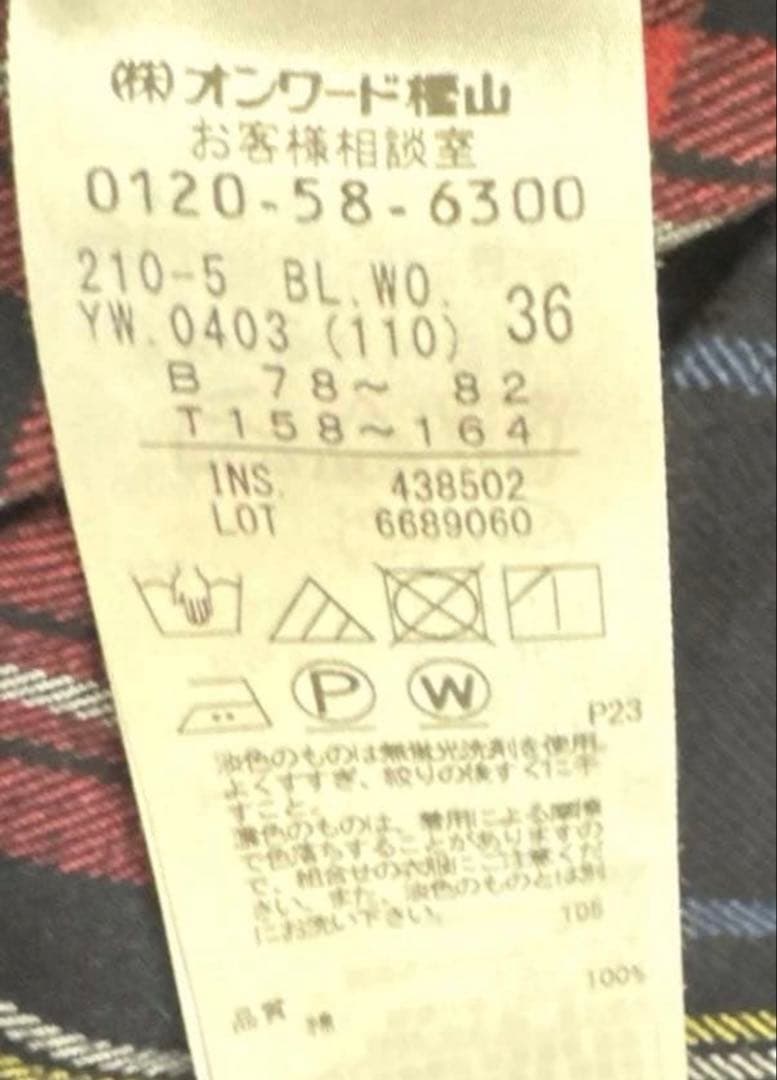 (株)オンワード樫山
お客様相談室
0120-58-6300
210-5 BL.WO.
YW.0403 (110) 36
B 78〜 82
T158〜164
INS. 438502
LOT 6689060
P W
P23
淡色のものは無蛍光洗剤を使用。
よくすすぎ、絞りの後すぐに干
すこと。
濃色のものは、着用による摩擦
で色落ちすることがありますの
で、組合せの衣服にご注意くだ
さい。また、淡色のものとは別
にお洗い下さい。 T06
100%
品質 綿